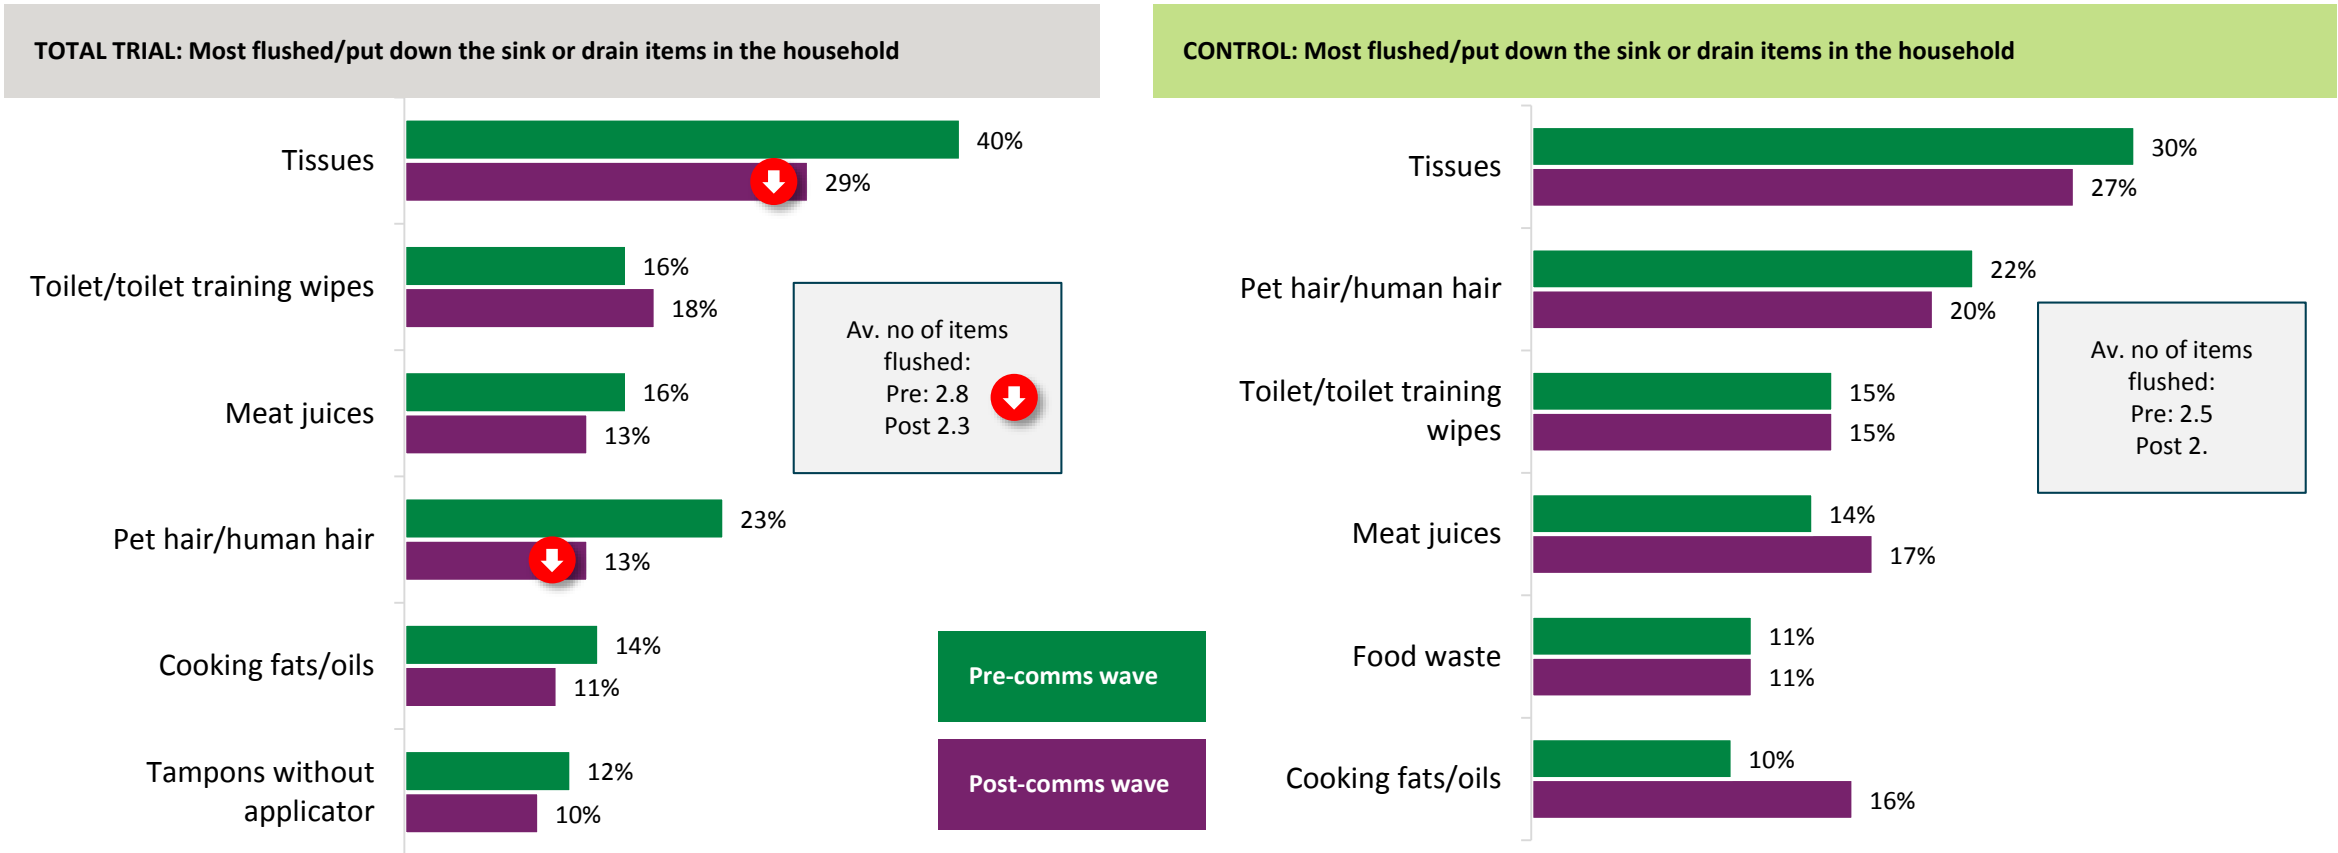 TOTAL TRIAL: Most flushed/put down the sink or drain items in the household
Tissues
40%
29%
Toilet/toilet training wipes
16%
18%
Meat juices
16%
13%
Pet hair/human hair
23%
13%
Cooking fats/oils
14%
11%
Tampons without
applicator
12%
10%
Av. no of items
flushed:
Pre: 2.8
Post 2.3
Pre-comms wave
Post-comms wave
CONTROL: Most flushed/put down the sink or drain items in the household
Tissues
30%
27%
Pet hair/human hair
22%
20%
Toilet/toilet training
wipes
15%
15%
Meat juices
14%
17%
Food waste
11%
11%
Cooking fats/oils
10%
16%
Av. no of items
flushed:
Pre: 2.5
Post 2.